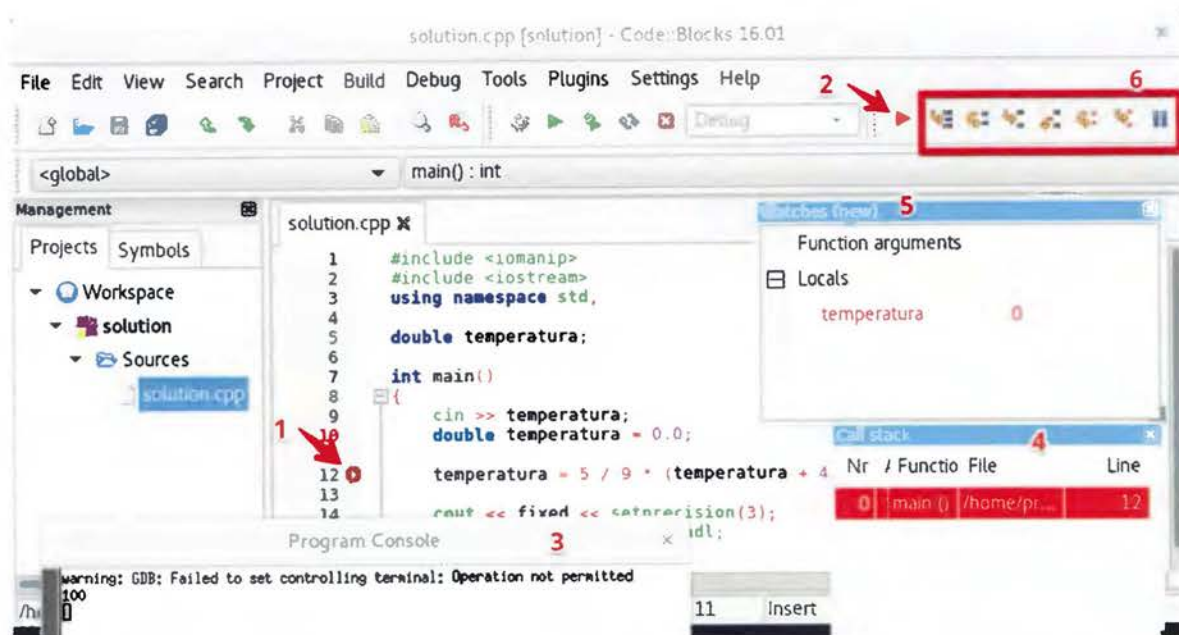 solution.cpp [solution] - Code::Blocks 16.01
File Edit View Search Project Build Debug Tools Plugins Settings Help
2
6
Debug
<global>
main() : int
Management
Projects Symbols
Workspace
solution
Sources
solution.cpp
solution.cpp
1 #include <iomanip>
2 #include <iostream>
3 using namespace std,
4
5 double temperatura;
6
7 int main()
8 {
9 cin >> temperatura;
10 double temperatura = 0.0;
1
12 temperatura = 5 / 9 * (temperatura + 4
13
14 cout << fixed << setprecision(3);
dl;
(new) 5
Function arguments
Locals
temperatura 0
Call stack 4
Nr Functio File Line
0 main () /home/pr... 12
Program Console 3
warning: GDB: Failed to set controlling terminal: Operation not permitted
100
11 Insert